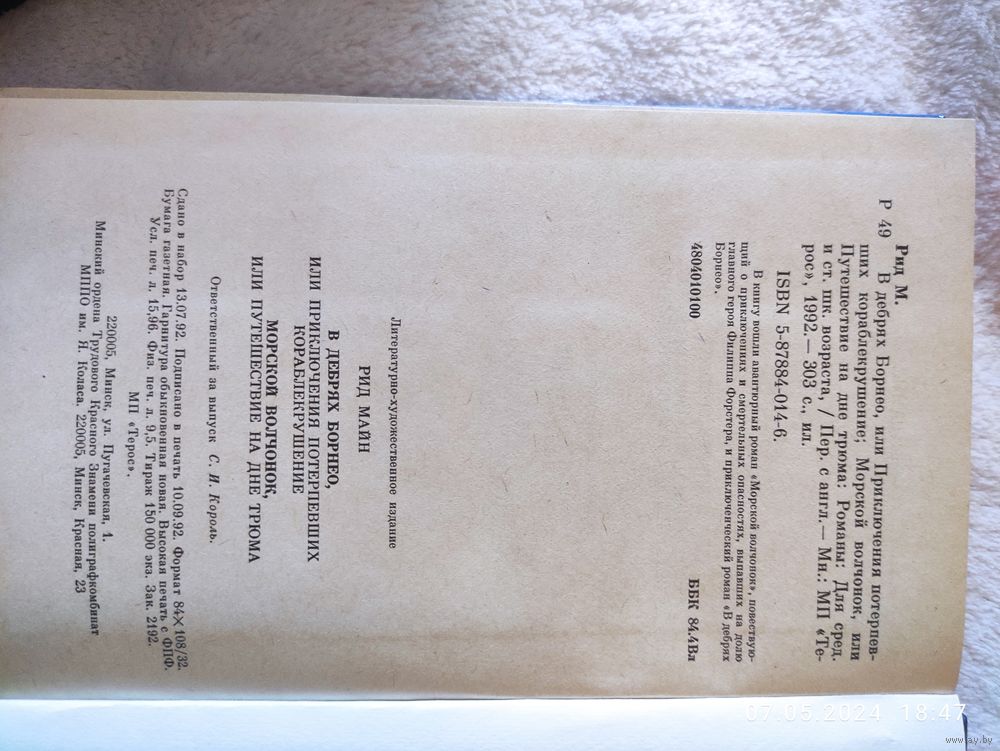 Рид М.
Р 49 В дебрях Борнео, или Приключения потерпев-
ших кораблекрушение; Морской волчонок, или
Путешествие на дне трюма: Романы: Для сред.
и ст. шк. возраста, / Пер. с англ.— Мн.: МП «Те-
рос», 1992.— 303 с., ил.
ISBN 5-87884-014-6.
В книгу вошли авантюрный роман «Морской волчонок», повествую-
щий о приключениях и смертельных опасностях, выпавших на долю
главного героя Филиппа Форстера, и приключенческий роман «В дебрях
Борнео».
4804010100 ББК 84.4Вл
Литературно-художественное издание
РИД МАЙН
В ДЕБРЯХ БОРНЕО,
ИЛИ ПРИКЛЮЧЕНИЯ ПОТЕРПЕВШИХ
КОРАБЛЕКРУШЕНИЕ
МОРСКОЙ ВОЛЧОНОК,
ИЛИ ПУТЕШЕСТВИЕ НА ДНЕ ТРЮМА
Ответственный за выпуск С. И. Король.
Сдано в набор 13.07.92. Подписано в печать 10.09.92. Формат 84×108/32.
Бумага газетная. Гарнитура обыкновенная новая. Высокая печать с ФПФ.
Усл. печ. л. 15,96. Физ. печ. л. 9,5. Тираж 150 000 экз. Зак. 2192.
МП «Терос».
220005, Минск, ул. Пугачевская, 1.
Минский ордена Трудового Красного Знамени полиграфкомбинат
МППО им. Я. Коласа. 220005, Минск, Красная, 23
07.05.2024 18:47
www.ay.by